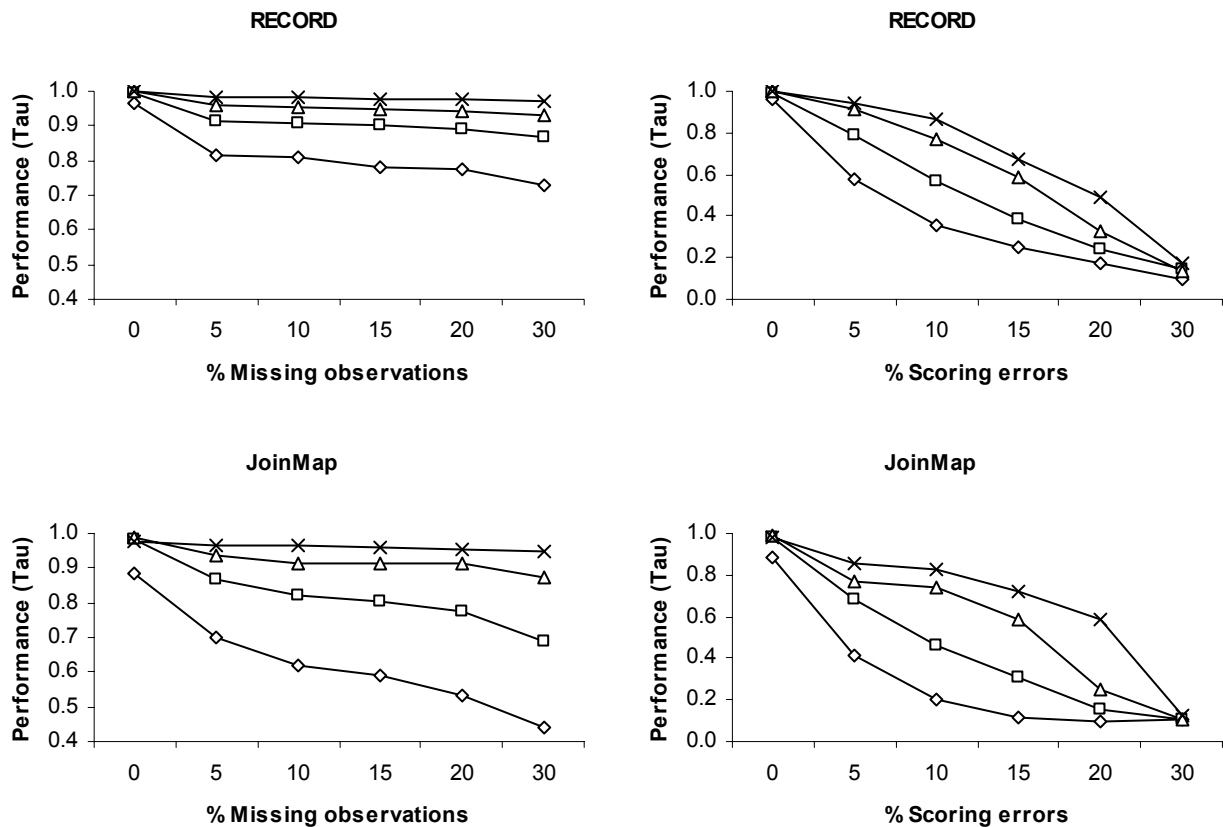 RECORD
Performance (Tau)
1.0
0.9
0.8
0.7
0.6
0.5
0.4
0 5 10 15 20 30
% Missing observations
RECORD
Performance (Tau)
1.0
0.8
0.6
0.4
0.2
0.0
0 5 10 15 20 30
% Scoring errors
JoinMap
Performance (Tau)
1.0
0.9
0.8
0.7
0.6
0.5
0.4
0 5 10 15 20 30
% Missing observations
JoinMap
Performance (Tau)
1.0
0.8
0.6
0.4
0.2
0.0
0 5 10 15 20 30
% Scoring errors